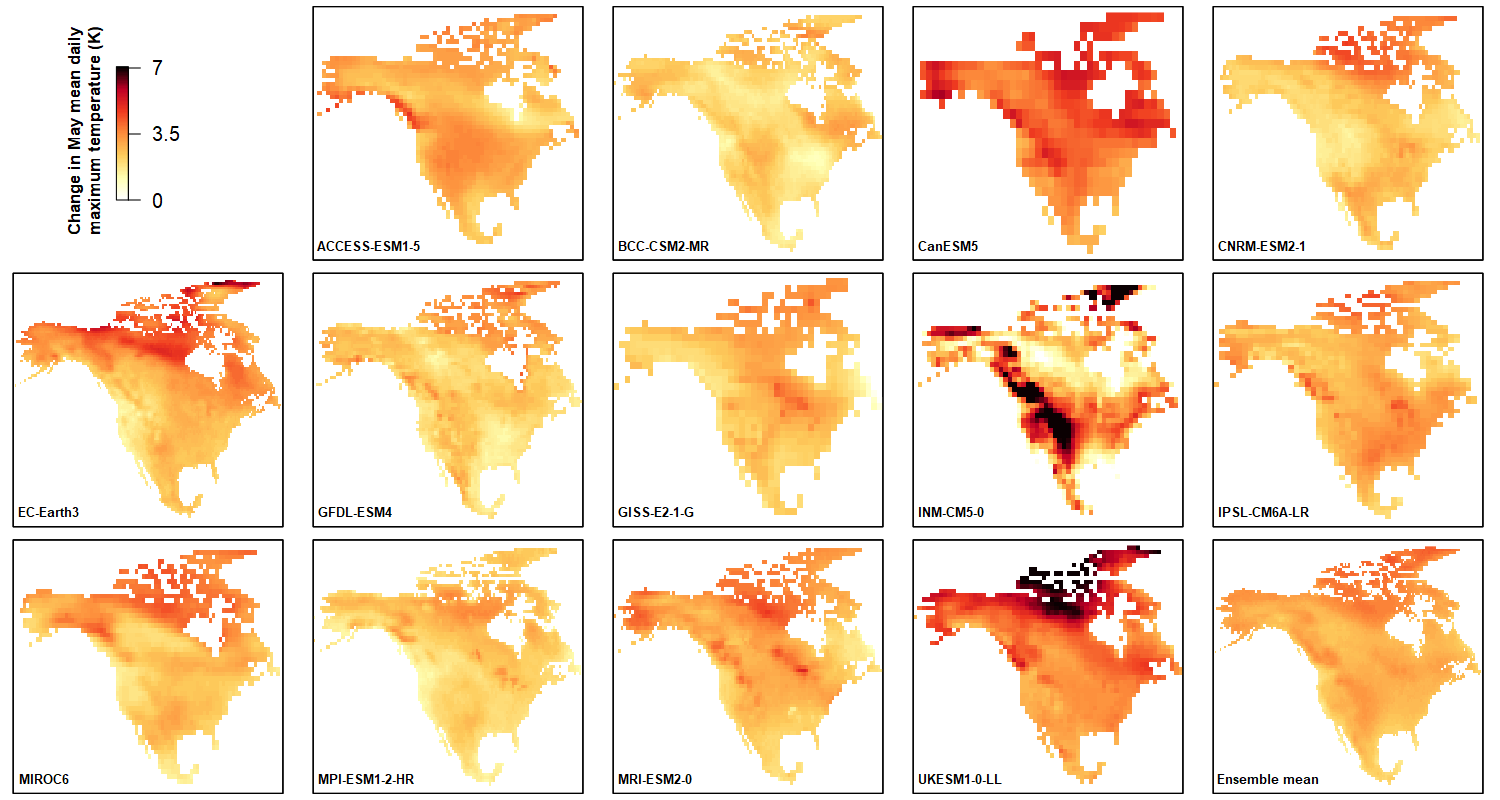 Change in May mean daily
maximum temperature (K)
7
3.5
0
ACCESS-ESM1-5
BCC-CSM2-MR
CanESM5
CNRM-ESM2-1
EC-Earth3
GFDL-ESM4
GISS-E2-1-G
INM-CM5-0
IPSL-CM6A-LR
MIROC6
MPI-ESM1-2-HR
MRI-ESM2-0
UKESM1-0-LL
Ensemble mean